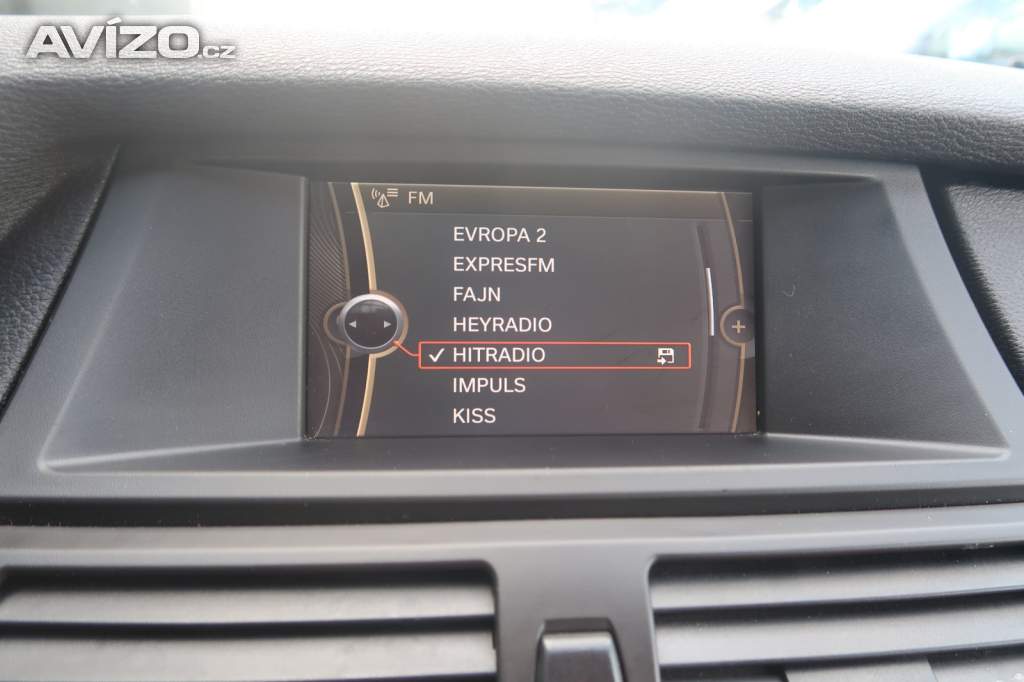 AVÍZO.cz
FM
EVROPA 2
EXPRESFM
FAJN
HEYRADIO
HITRADIO
IMPULS
KISS